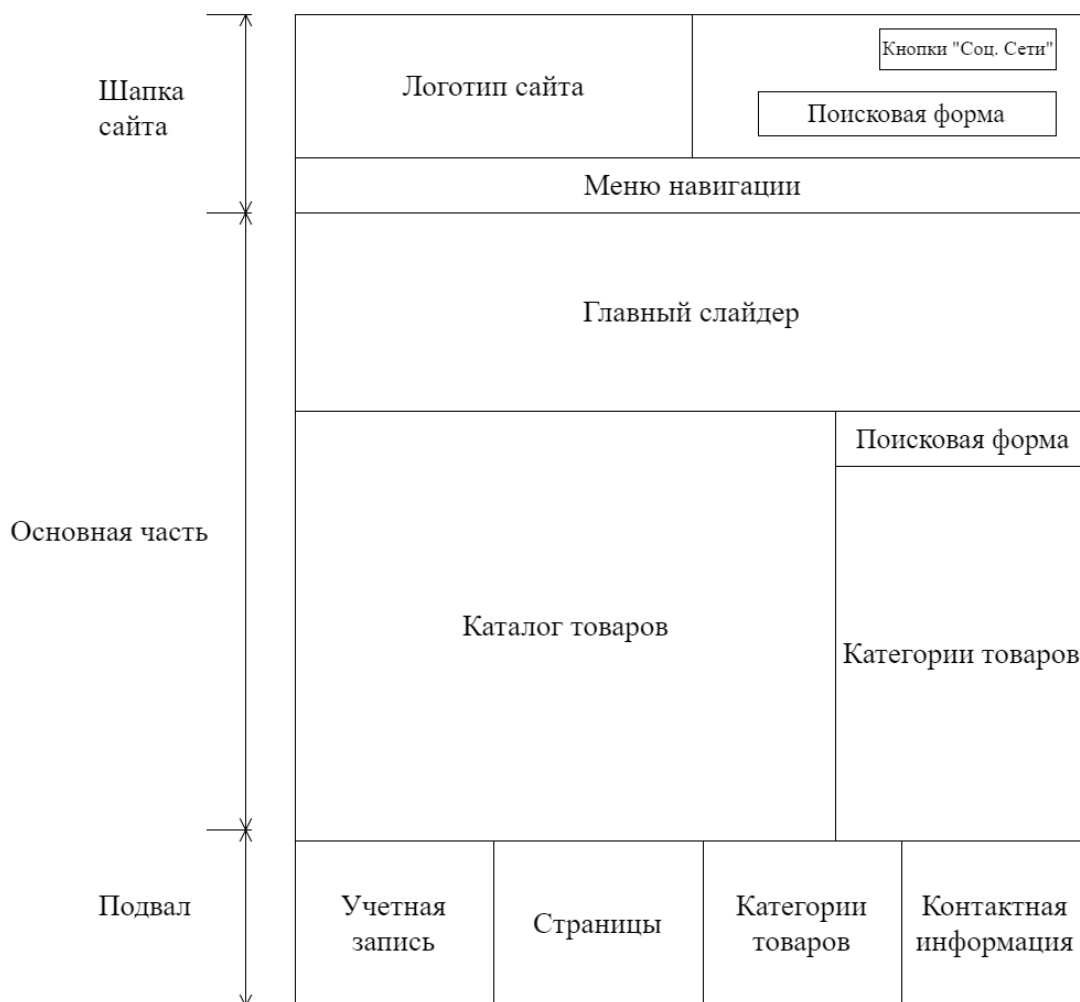 Кнопки "Соц. Сети"
Шапка
сайта
Логотип сайта
Поисковая форма
Меню навигации
Главный слайдер
Поисковая форма
Основная часть
Каталог товаров
Категории товаров
Подвал
Учетная
запись
Страницы
Категории
товаров
Контактная
информация